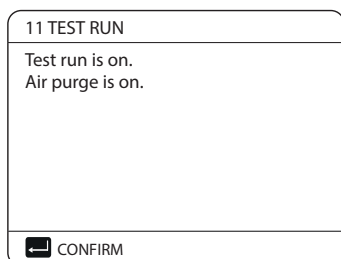 11 TEST RUN
Test run is on.
Air purge is on.
CONFIRM